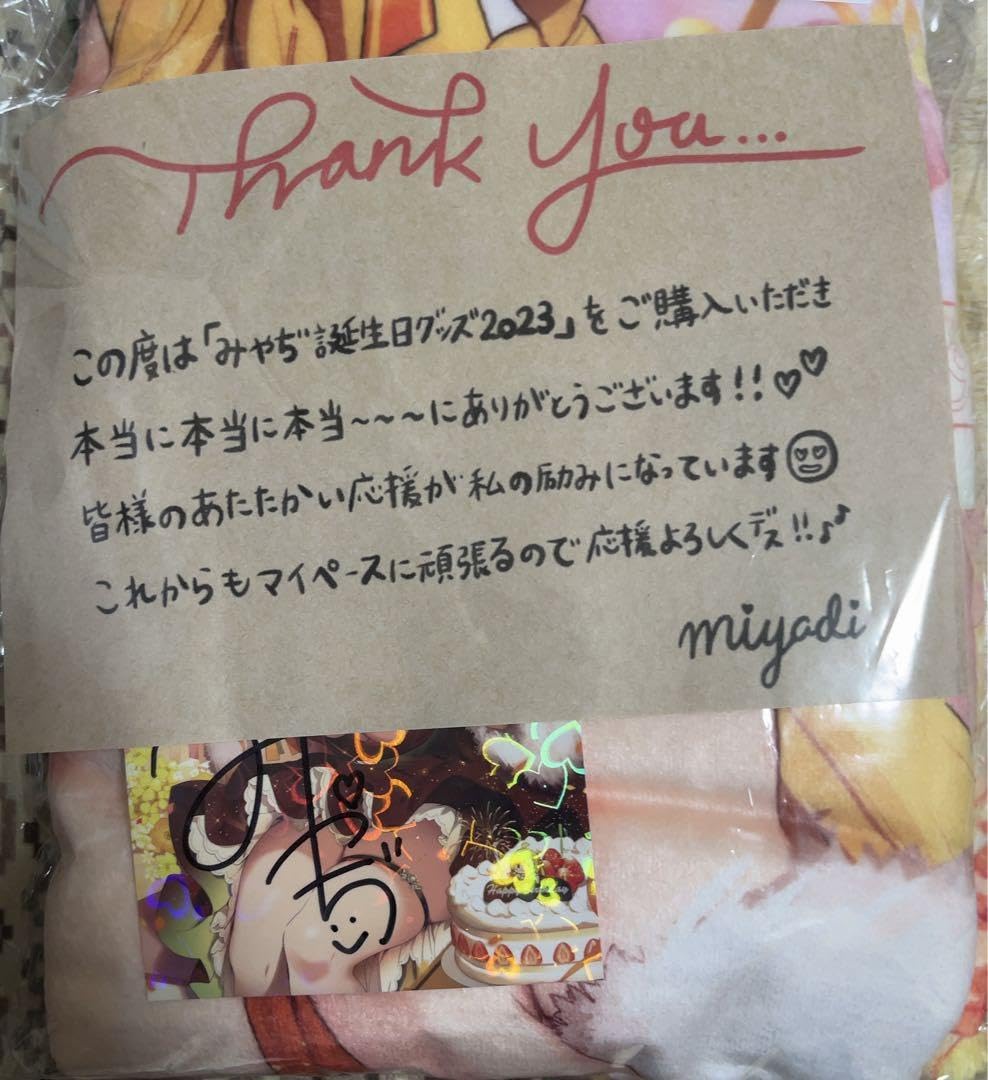 Thank you...
この度は「みやぢ誕生日グッズ2023」をご購入いただき
本当に本当に本当~~~にありがとうございます!!♡♡
皆様のあたたかい応援が私の励みになっています😍
これからもマイペースに頑張るので応援よろしくデス!!♪♪
miyadi
Happy Birthday